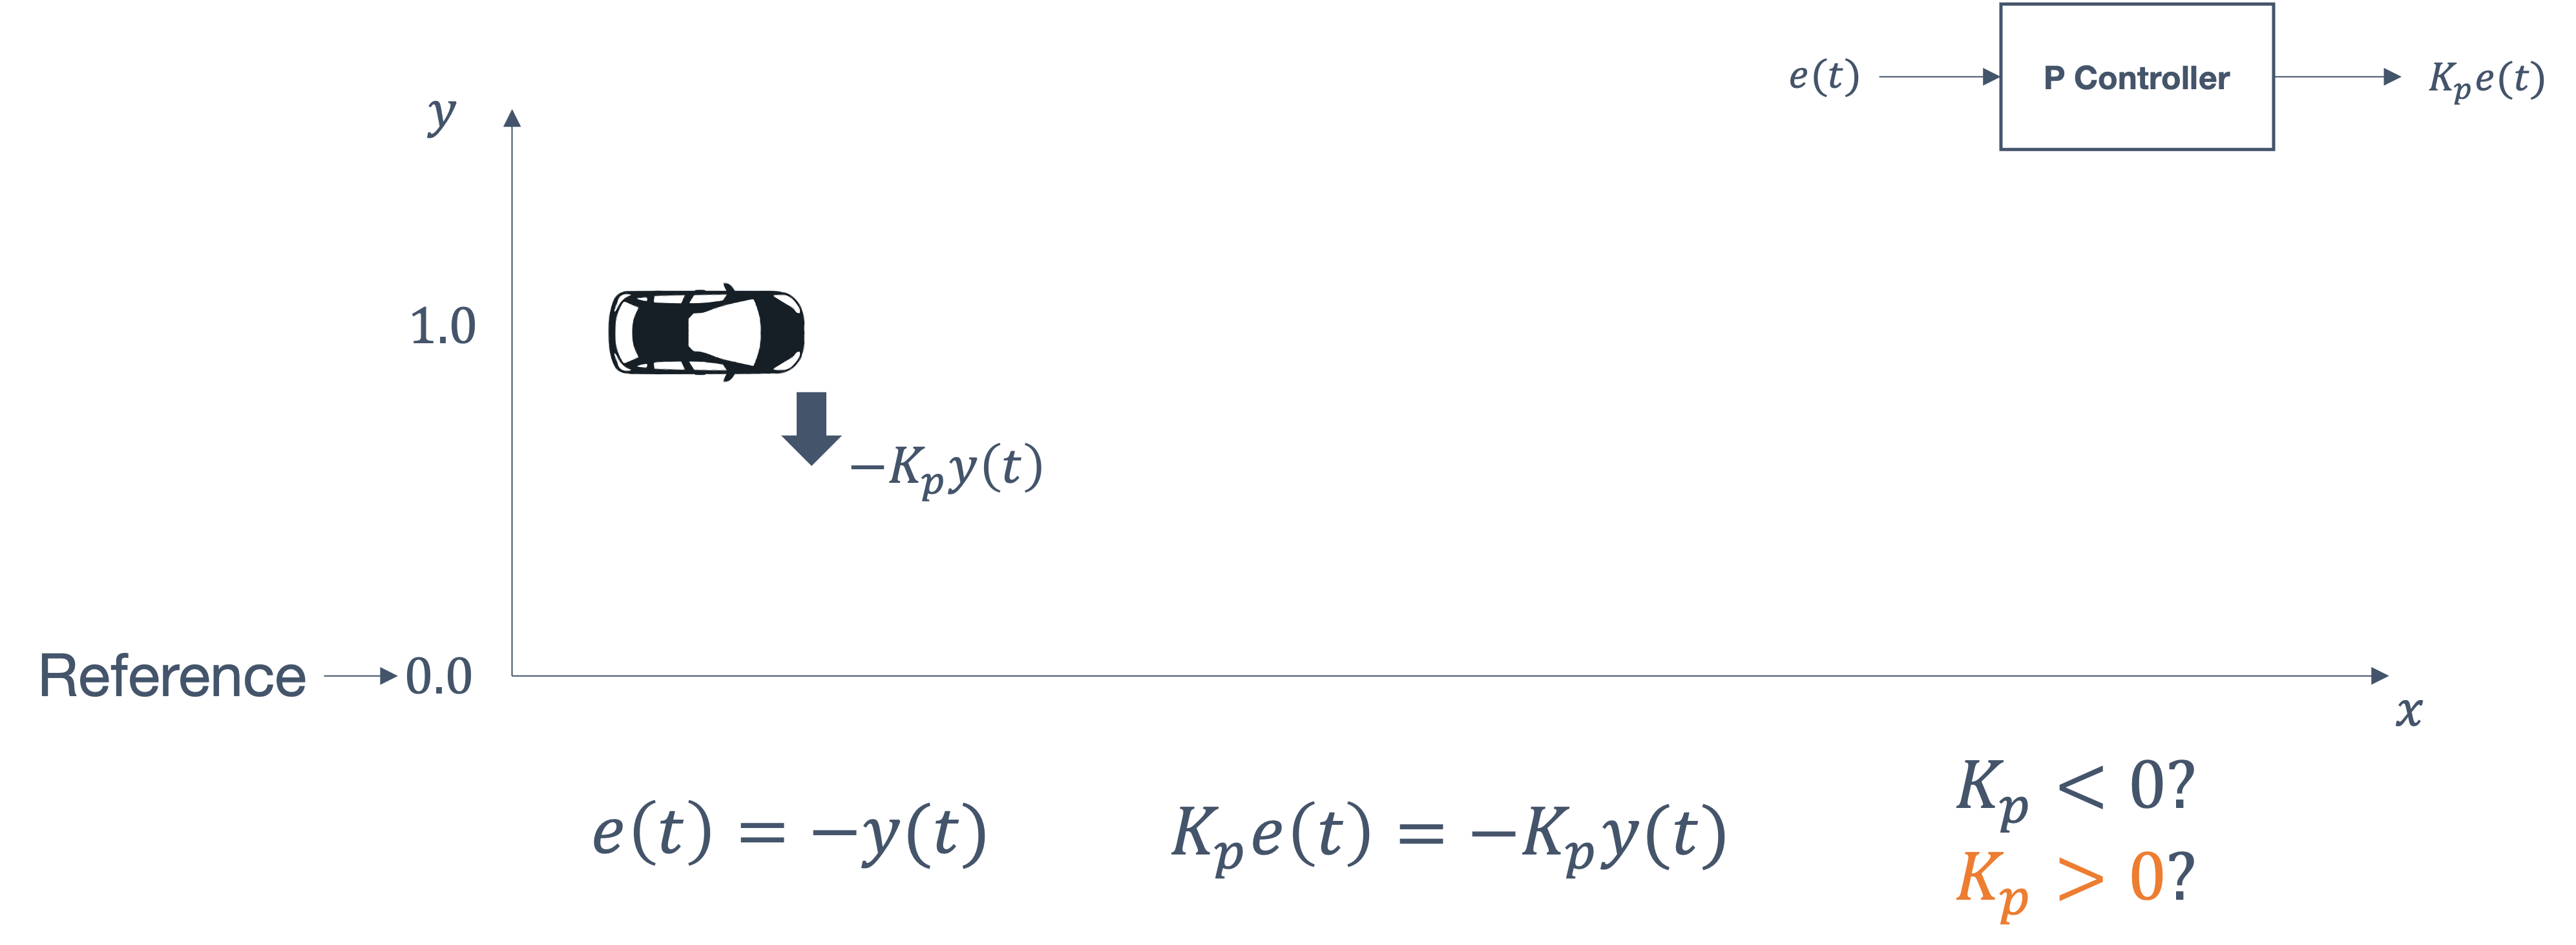 e(t)
P Controller
K_p e(t)
y
1.0
−K_p y(t)
Reference
0.0
x
e(t) = −y(t)
K_p e(t) = −K_p y(t)
K_p < 0?
K_p > 0?